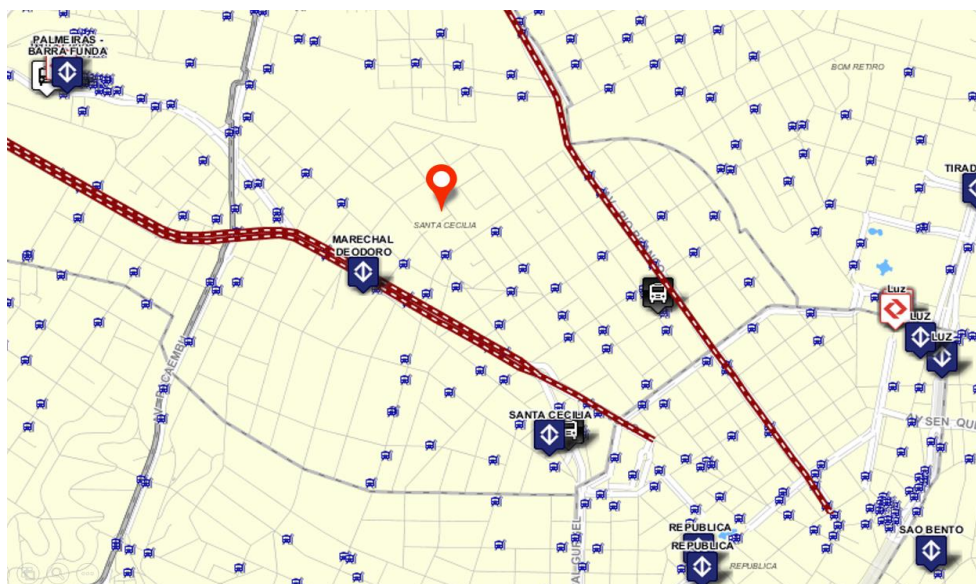 PALMEIRAS -
BARRA FUNDA
BOM RETIRO
TIRAD
SANTA CECILIA
MARECHAL
DEODORO
Luz
LUZ
LUZ
SANTA CECILIA
REPUBLICA
REPUBLICA
REPUBLICA
SAO BENTO